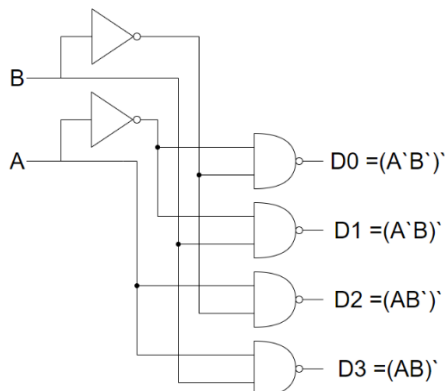 B
A
D0 =(A`B`)`
D1 =(A`B)`
D2 =(AB`)`
D3 =(AB)`